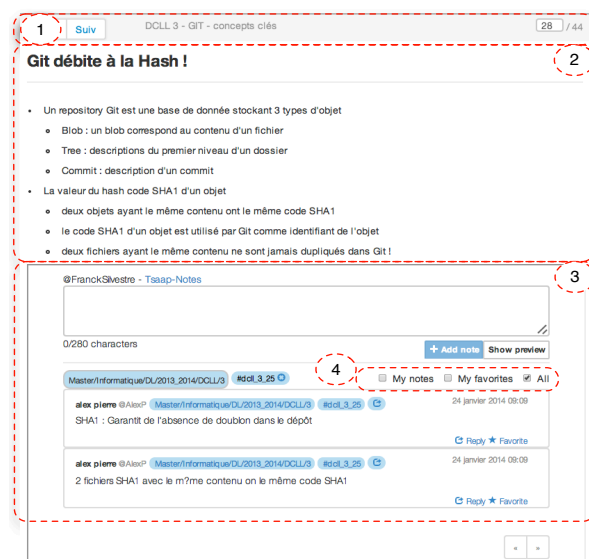 1 Suiv DCLL 3 - GIT - concepts clés 28 / 44
Git débite à la Hash ! 2
• Un repository Git est une base de donnée stockant 3 types d'objet
Blob : un blob correspond au contenu d'un fichier
Tree : descriptions du premier niveau d'un dossier
Commit : description d'un commit
• La valeur du hash code SHA1 d'un objet
deux objets ayant le même contenu ont le même code SHA1
le code SHA1 d'un objet est utilisé par Git comme identifiant de l'objet
deux fichiers ayant le même contenu ne sont jamais dupliqués dans Git !
3
@FranckSilvestre - Tsaap-Notes
0/280 characters + Add note Show preview
Master/Informatique/DL/2013_2014/DCLL/3 #dcll_3_25 4 My notes My favorites All
alex pierre @AlexP Master/Informatique/DL/2013_2014/DCLL/3 #dcll_3_25 24 janvier 2014 09:09
SHA1 : Garantit de l'absence de doublon dans le dépôt
Reply ★ Favorite
alex pierre @AlexP Master/Informatique/DL/2013_2014/DCLL/3 #dcll_3_25 24 janvier 2014 09:09
2 fichiers SHA1 avec le m?me contenu on le même code SHA1
Reply ★ Favorite
« »